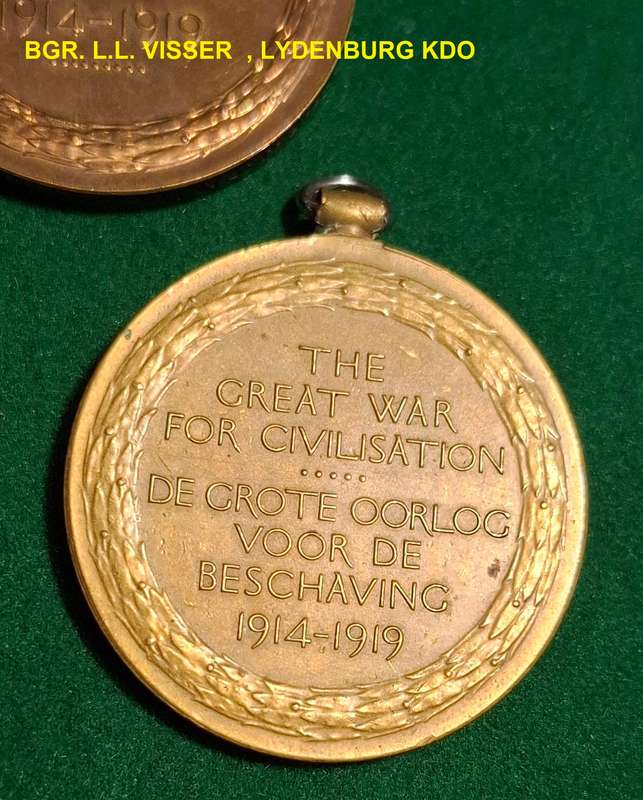 1914-1919
BGR. L.L. VISSER , LYDENBURG KDO
THE
GREAT WAR
FOR CIVILISATION
.....
DE GROTE OORLOG
VOOR DE
BESCHAVING
1914-1919